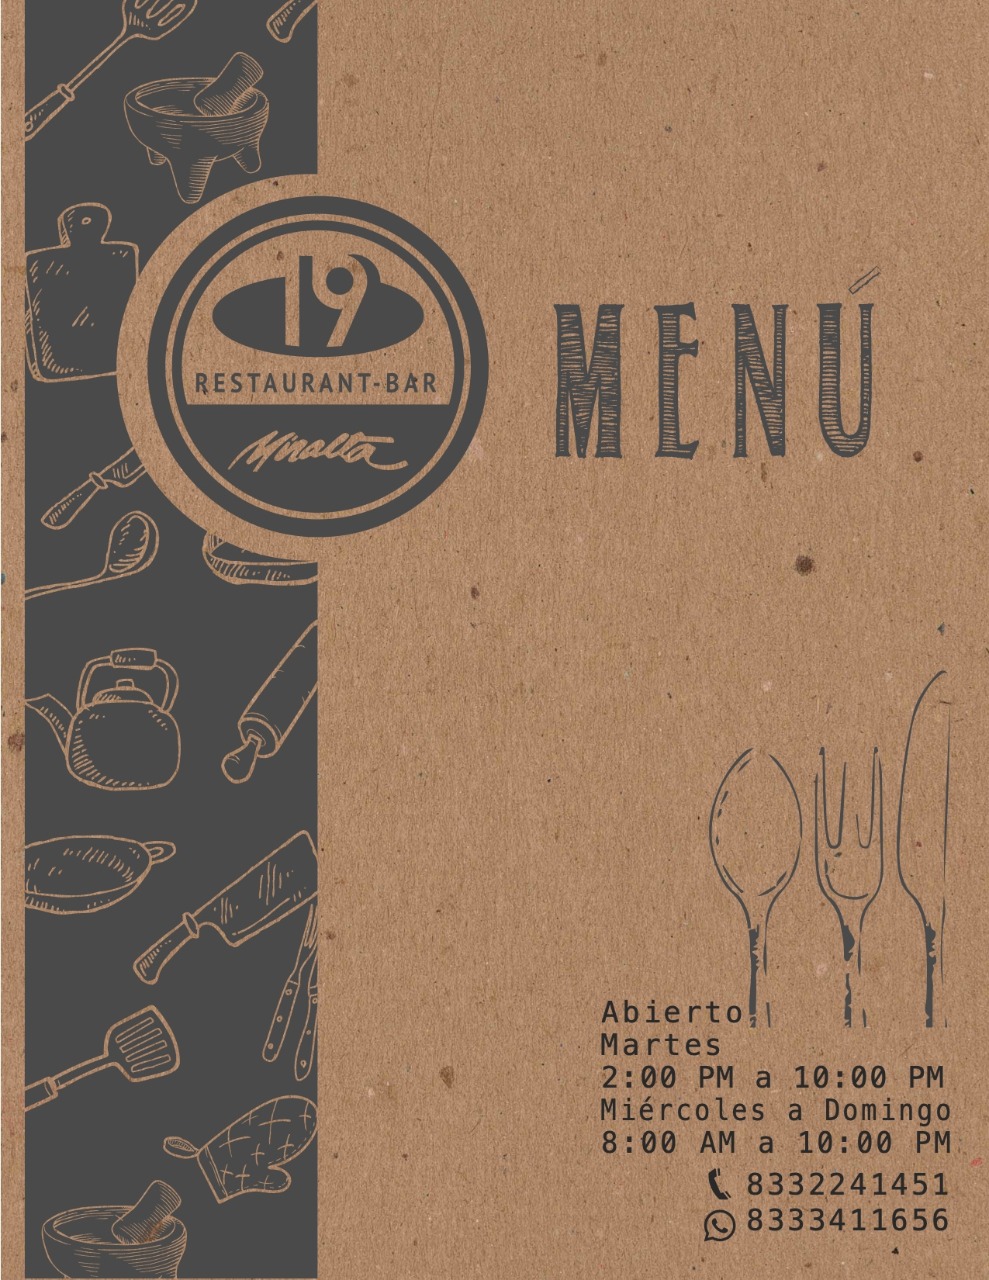 19
RESTAURANT-BAR
Miralta
MENÚ
Abierto
Martes
2:00 PM a 10:00 PM
Miércoles a Domingo
8:00 AM a 10:00 PM
8332241451
8333411656